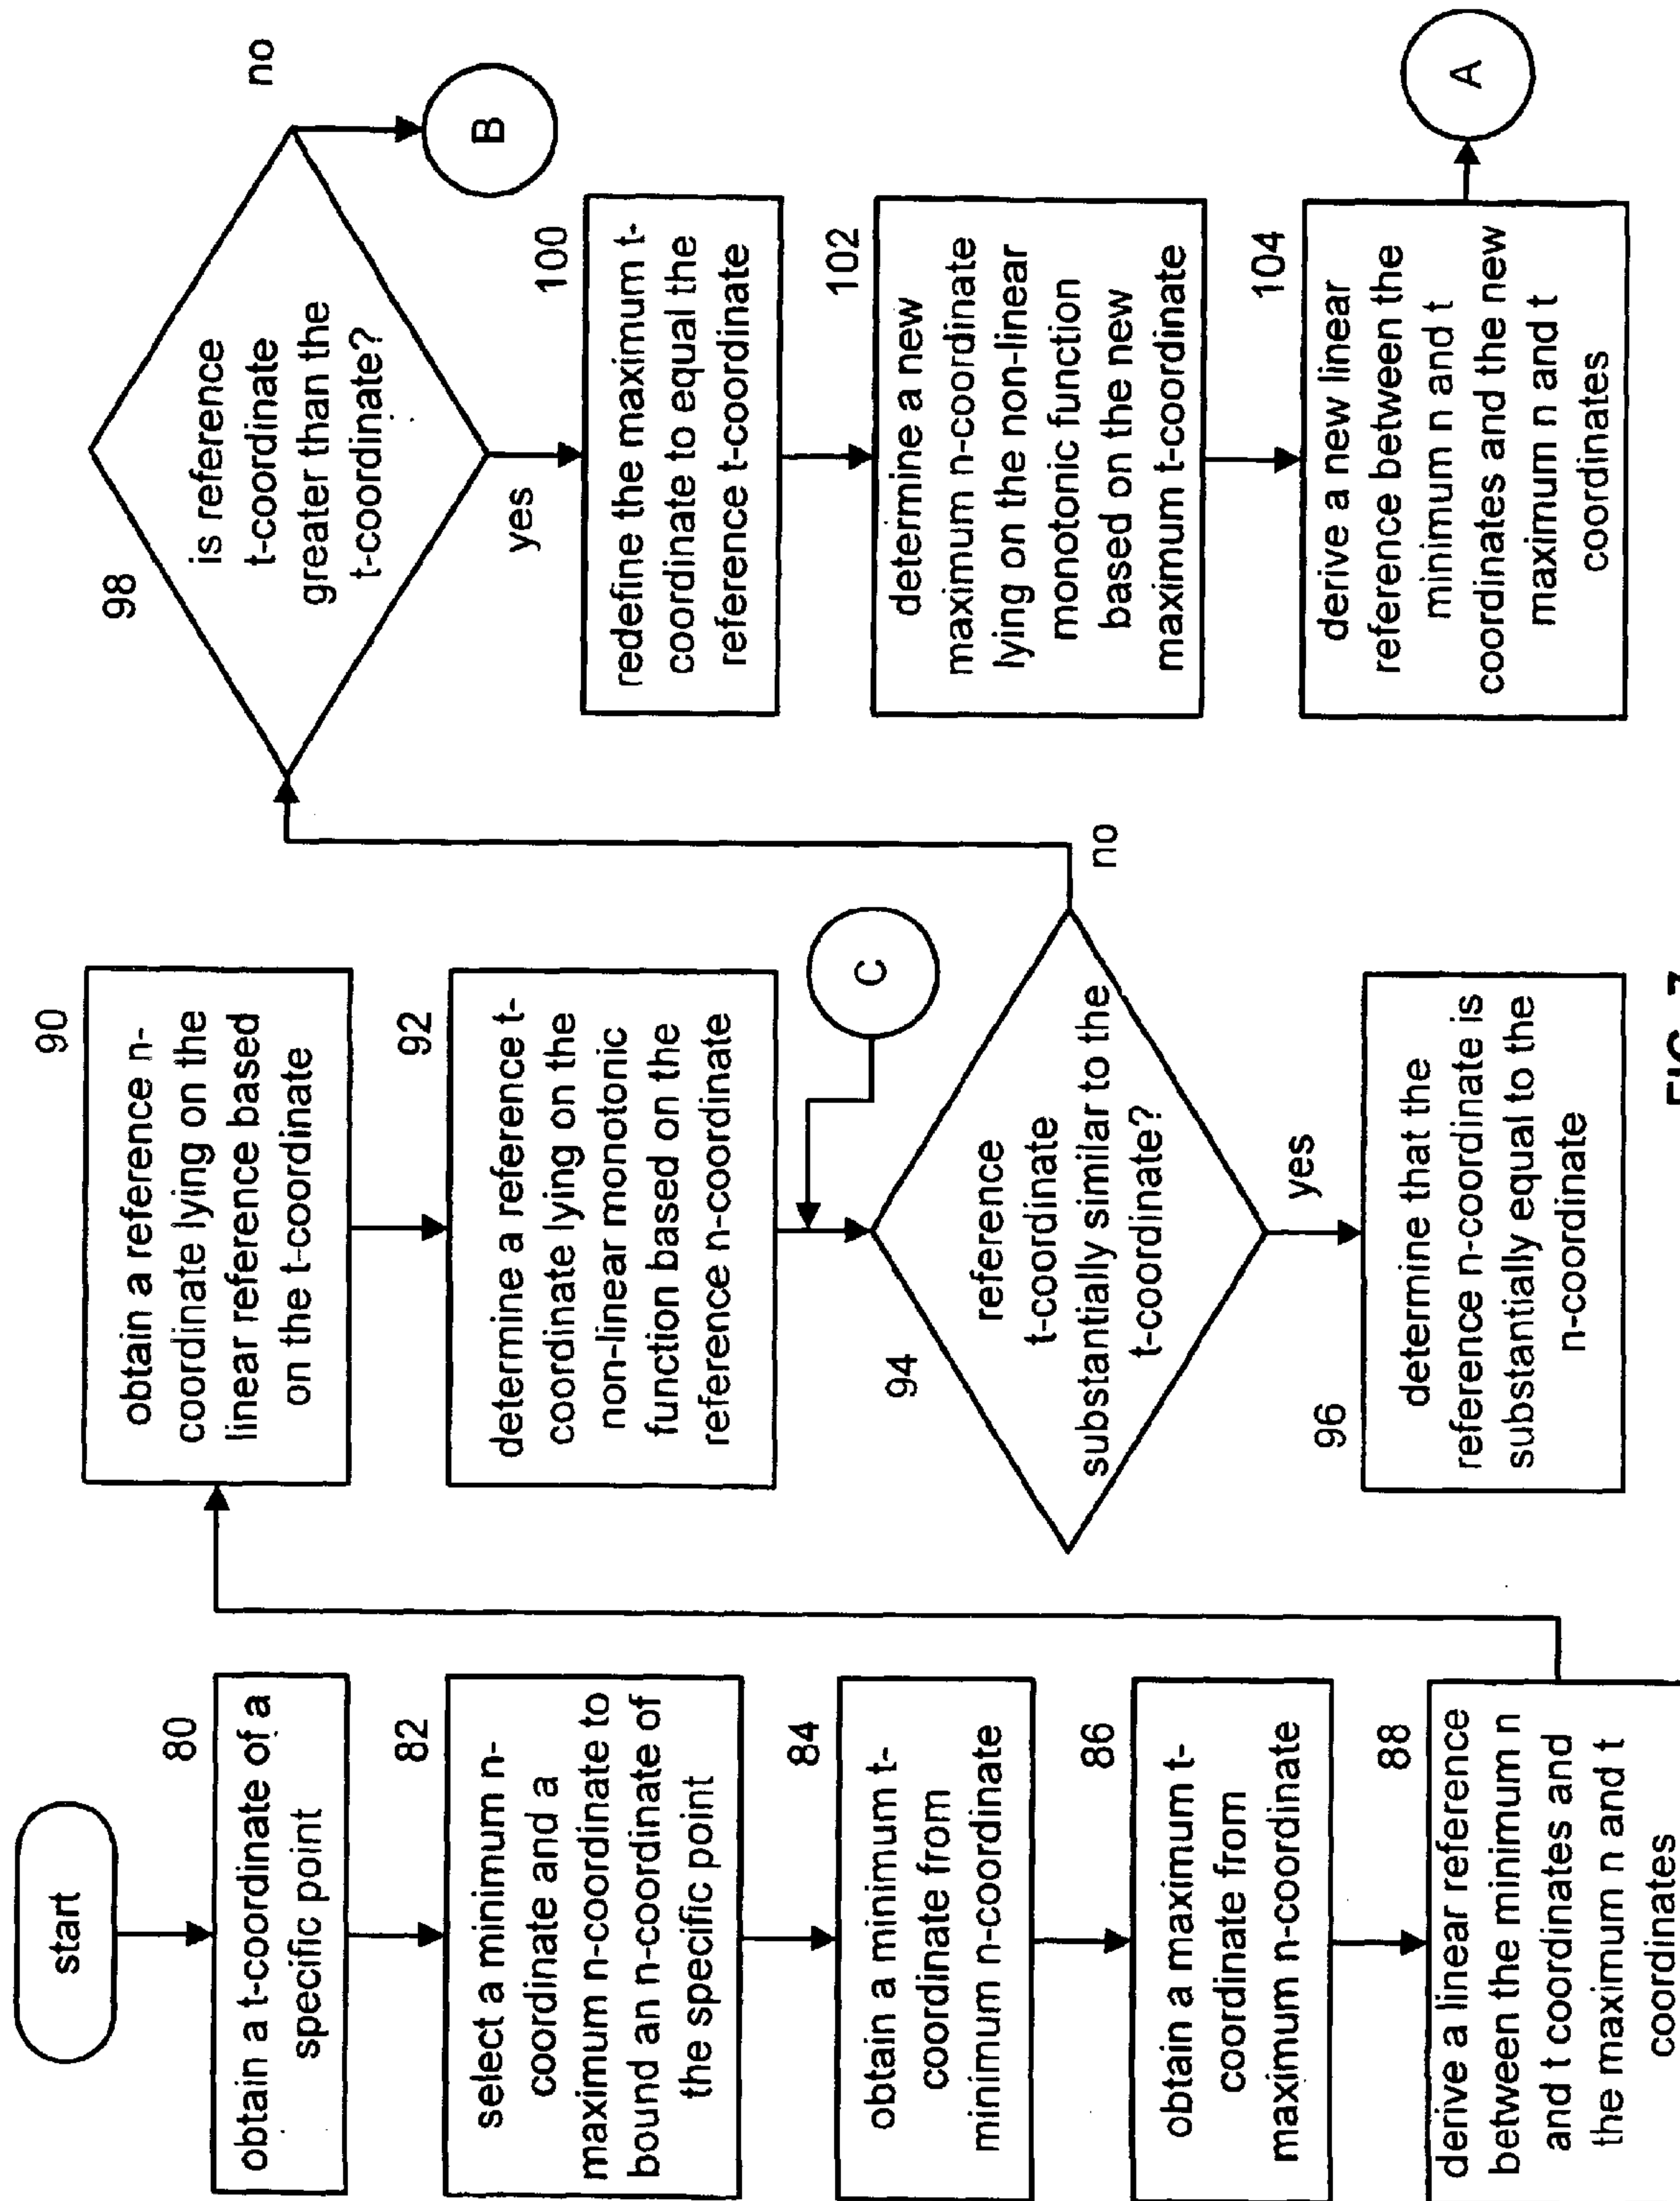 start
80
obtain a t-coordinate of a
specific point
82
select a minimum n-
coordinate and a
maximum n-coordinate to
bound an n-coordinate of
the specific point
84
obtain a minimum t-
coordinate from
minimum n-coordinate
86
obtain a maximum t-
coordinate from
maximum n-coordinate
88
derive a linear reference
between the minimum n
and t coordinates and
the maximum n and t
coordinates
90
obtain a reference n-
coordinate lying on the
linear reference based
on the t-coordinate
92
determine a reference t-
coordinate lying on the
non-linear monotonic
function based on the
reference n-coordinate
C
94
reference
t-coordinate
substantially similar to the
t-coordinate?
no
yes
96
determine that the
reference n-coordinate is
substantially equal to the
n-coordinate
98
is reference
t-coordinate
greater than the
t-coordinate?
no
B
yes
100
redefine the maximum t-
coordinate to equal the
reference t-coordinate
102
determine a new
maximum n-coordinate
lying on the non-linear
monotonic function
based on the new
maximum t-coordinate
104
derive a new linear
reference between the
minimum n and t
coordinates and the new
maximum n and t
coordinates
A